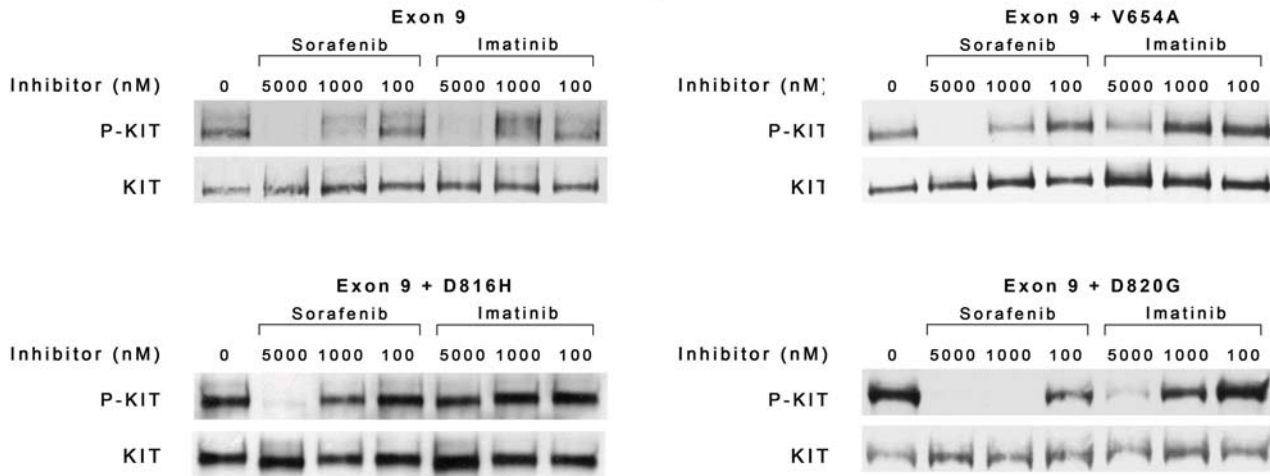 Exon 9
Sorafenib Imatinib
Inhibitor (nM) 0 5000 1000 100 5000 1000 100
P-KIT
KIT
Exon 9 + V654A
Sorafenib Imatinib
Inhibitor (nM) 0 5000 1000 100 5000 1000 100
P-KIT
KIT
Exon 9 + D816H
Sorafenib Imatinib
Inhibitor (nM) 0 5000 1000 100 5000 1000 100
P-KIT
KIT
Exon 9 + D820G
Sorafenib Imatinib
Inhibitor (nM) 0 5000 1000 100 5000 1000 100
P-KIT
KIT